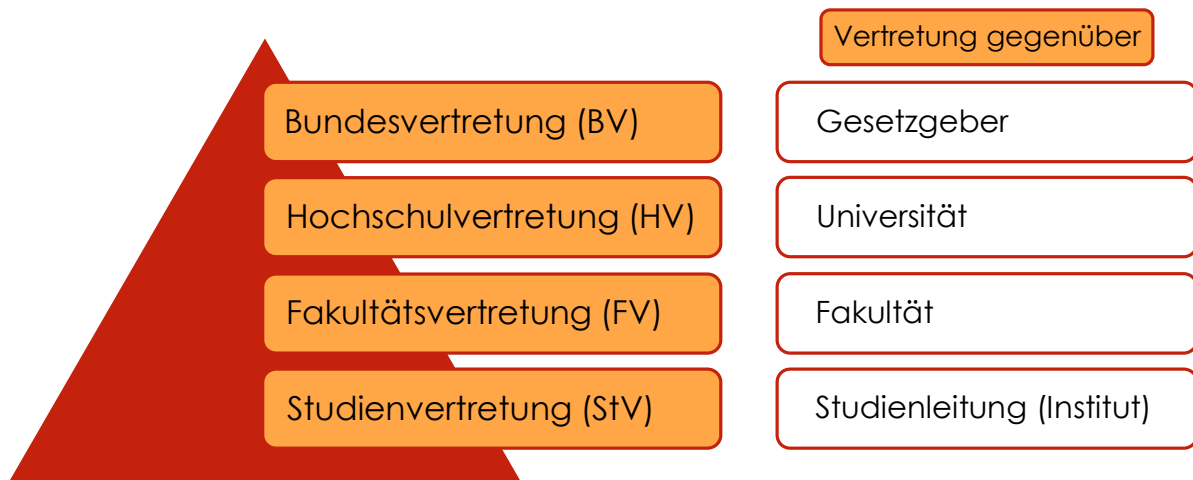 Vertretung gegenüber
Bundesvertretung (BV)
Gesetzgeber
Hochschulvertretung (HV)
Universität
Fakultätsvertretung (FV)
Fakultät
Studienvertretung (StV)
Studienleitung (Institut)